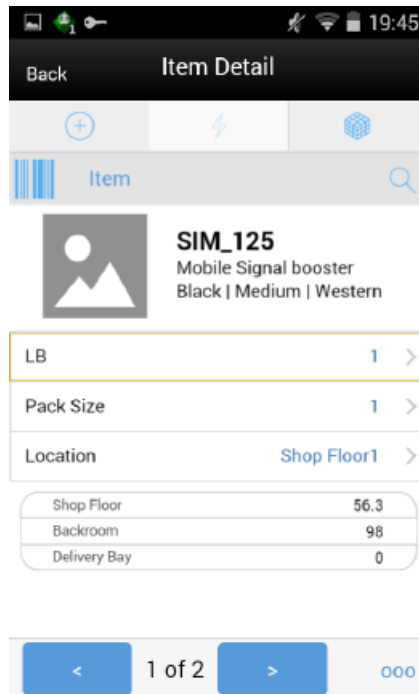 1
19:45
Back
Item Detail
Item
SIM_125
Mobile Signal booster
Black | Medium | Western
LB 1 >
Pack Size 1 >
Location Shop Floor1 >
Shop Floor 56.3
Backroom 98
Delivery Bay 0
< 1 of 2 > ooo